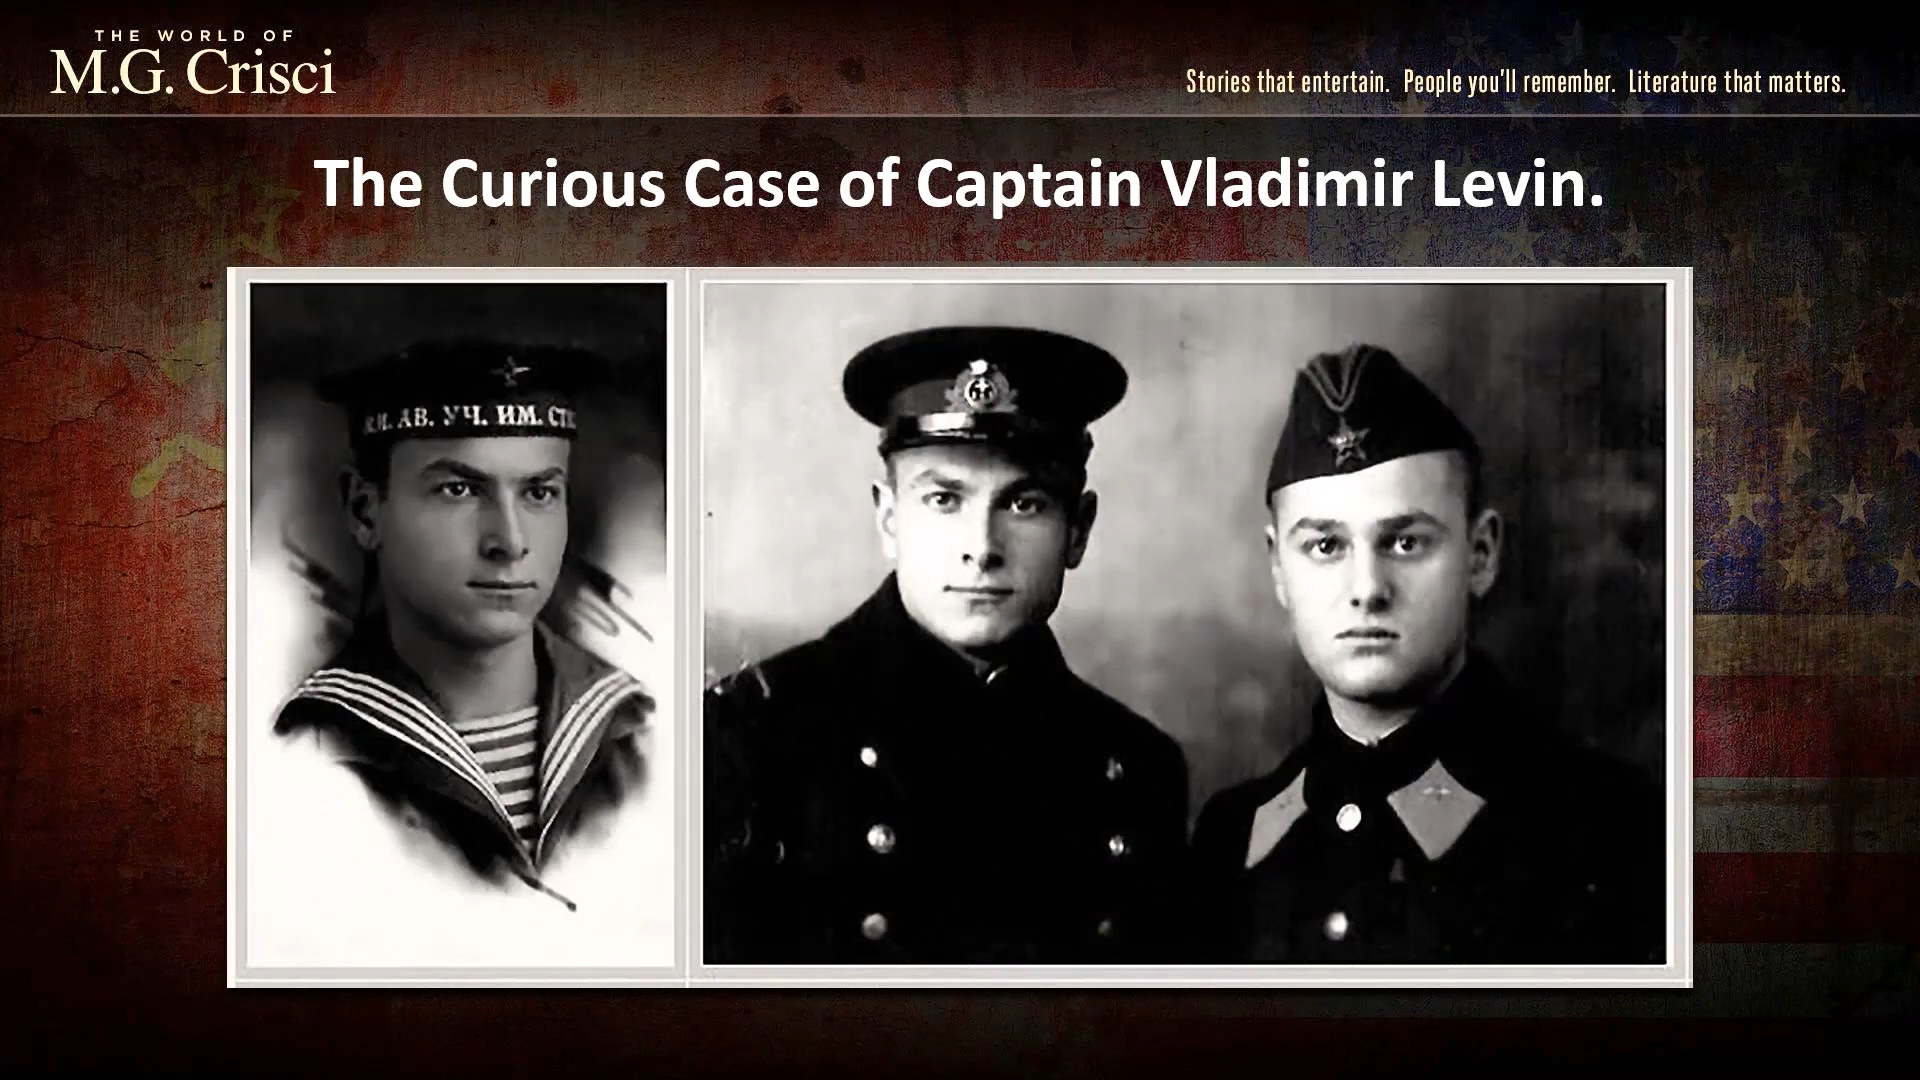 THE WORLD OF
M.G. Crisci
Stories that entertain. People you'll remember. Literature that matters.
The Curious Case of Captain Vladimir Levin.
АВ. УЧ. ИМ.